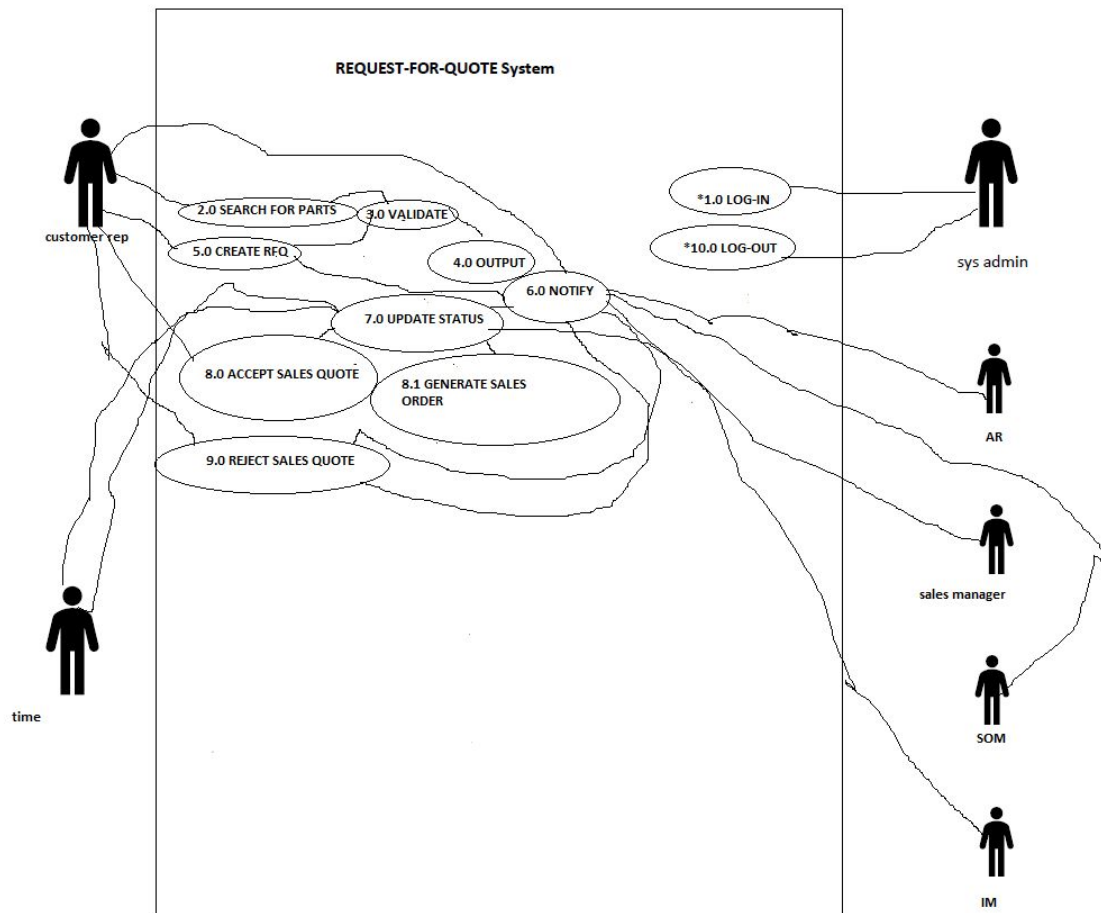 REQUEST-FOR-QUOTE System
customer rep
2.0 SEARCH FOR PARTS
3.0 VALIDATE
*1.0 LOG-IN
5.0 CREATE RFQ
4.0 OUTPUT
*10.0 LOG-OUT
sys admin
6.0 NOTIFY
7.0 UPDATE STATUS
8.0 ACCEPT SALES QUOTE
8.1 GENERATE SALES
ORDER
AR
9.0 REJECT SALES QUOTE
sales manager
time
SOM
IM